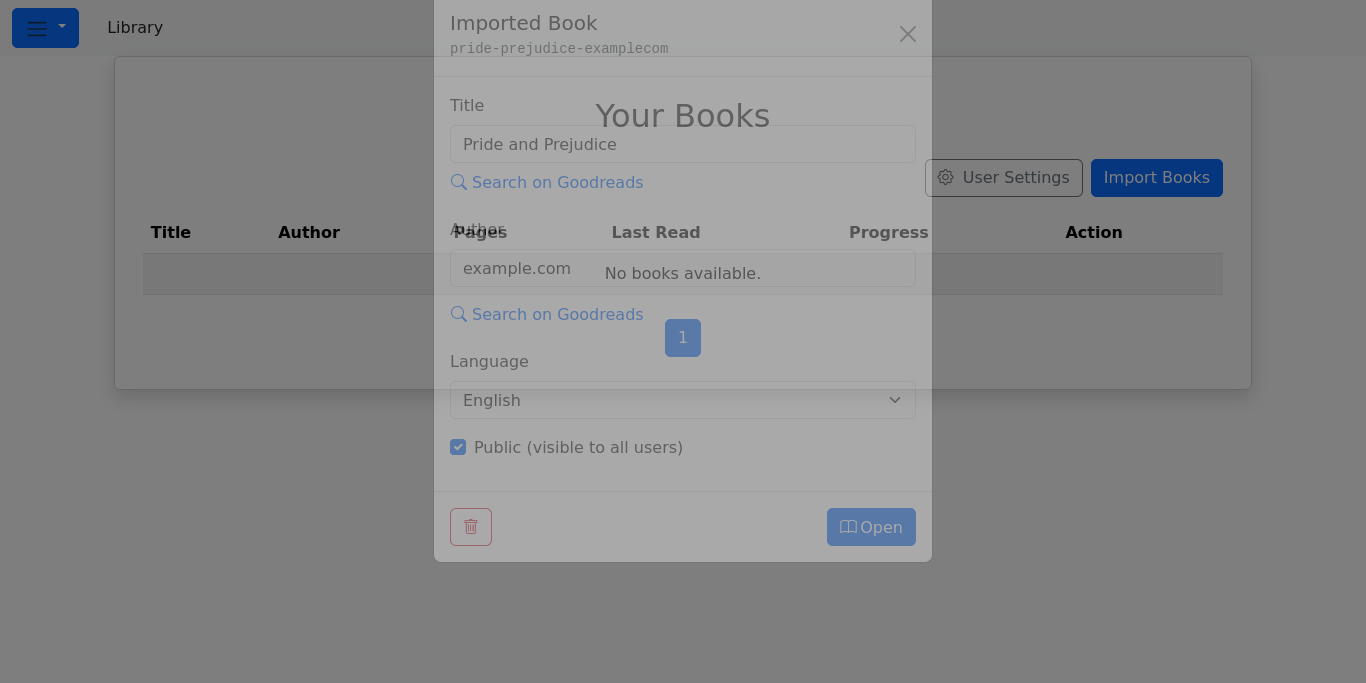 Library
Imported Book
pride-prejudice-examplecom
Title
Your Books
Pride and Prejudice
Search on Goodreads
User Settings
Import Books
Author
Title Author Pages Last Read Progress Action
example.com
No books available.
Search on Goodreads
1
Language
English
Public (visible to all users)
Open